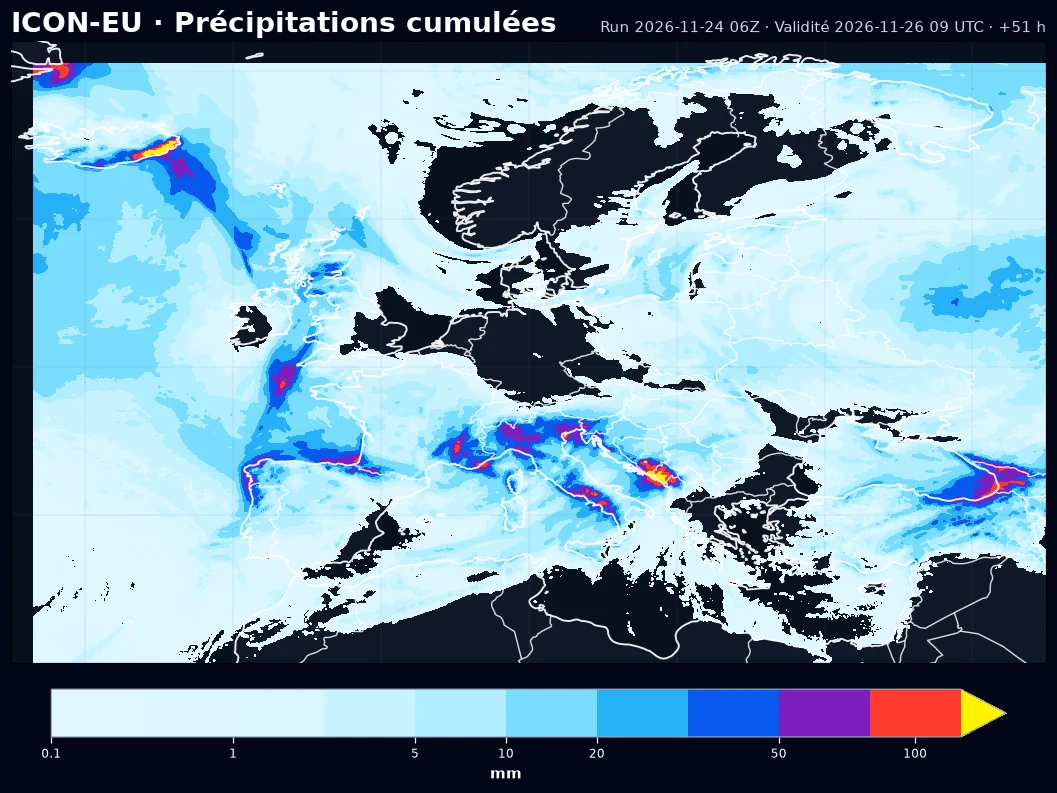 ICON-EU · Précipitations cumulées
Run 2026-11-24 06Z · Validité 2026-11-26 09 UTC · +51 h
0.1 1 5 10 20 50 100
mm